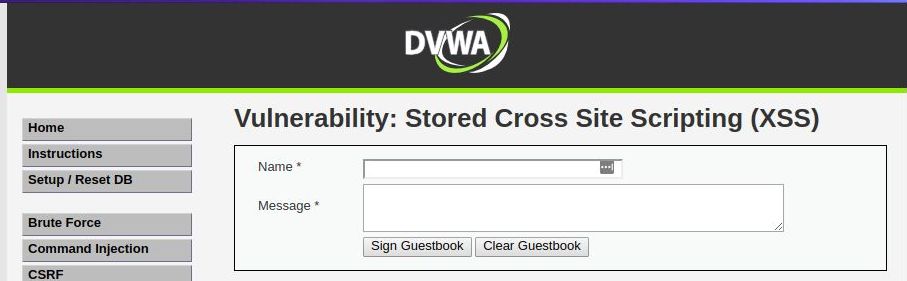 DVWA
Vulnerability: Stored Cross Site Scripting (XSS)
Home
Instructions
Setup / Reset DB
Brute Force
Command Injection
CSRF
Name *
Message *
Sign Guestbook Clear Guestbook